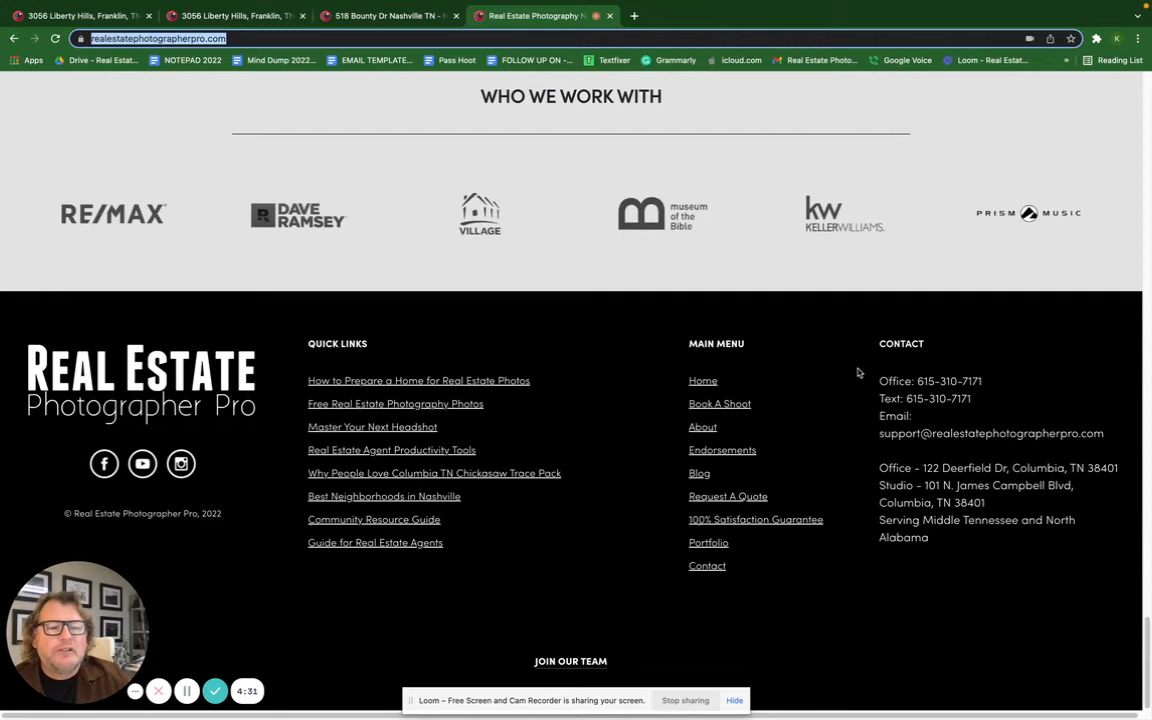 3056 Liberty Hills, Franklin, TN
3056 Liberty Hills, Franklin, TN
518 Bounty Dr Nashville TN - H
Real Estate Photography N
realestatephotographerpro.com
K
Apps
Drive - Real Estat...
NOTEPAD 2022
Mind Dump 2022...
EMAIL TEMPLATE...
Pass Hoot
FOLLOW UP ON -...
Textfixer
Grammarly
icloud.com
Real Estate Photo...
Google Voice
Loom - Real Estat...
»
Reading List
WHO WE WORK WITH
RE/MAX
R DAVE RAMSEY
VILLAGE
B museum of the Bible
kw KELLERWILLIAMS.
PRISM MUSIC
REAL ESTATE
Photographer Pro
© Real Estate Photographer Pro, 2022
QUICK LINKS
How to Prepare a Home for Real Estate Photos
Free Real Estate Photography Photos
Master Your Next Headshot
Real Estate Agent Productivity Tools
Why People Love Columbia TN Chickasaw Trace Pack
Best Neighborhoods in Nashville
Community Resource Guide
Guide for Real Estate Agents
MAIN MENU
Home
Book A Shoot
About
Endorsements
Blog
Request A Quote
100% Satisfaction Guarantee
Portfolio
Contact
CONTACT
Office: 615-310-7171
Text: 615-310-7171
Email:
support@realestatephotographerpro.com
Office - 122 Deerfield Dr, Columbia, TN 38401
Studio - 101 N. James Campbell Blvd,
Columbia, TN 38401
Serving Middle Tennessee and North
Alabama
JOIN OUR TEAM
4:31
Loom – Free Screen and Cam Recorder is sharing your screen.
Stop sharing
Hide